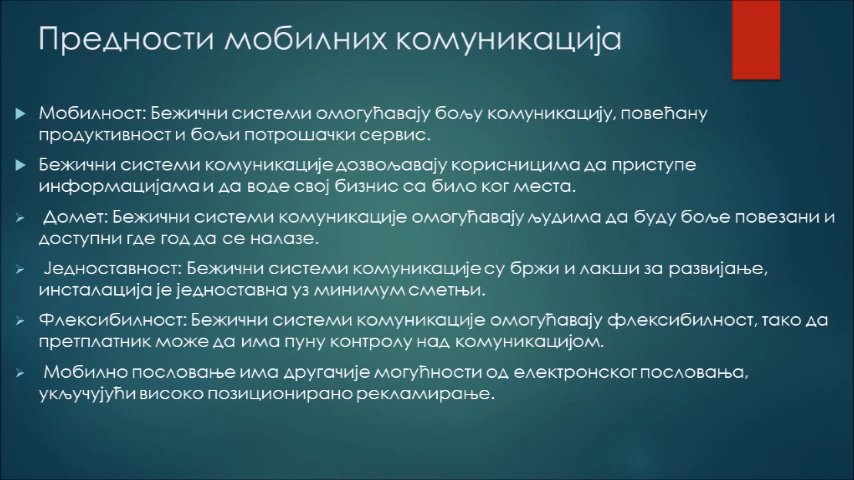 Предности мобилних комуникација
Мобилност: Бежични системи омогућавају бољу комуникацију, повећану
продуктивност и бољи потрошачки сервис.
Бежични системи комуникације дозвољавају корисницима да приступе
информацијама и да воде свој бизнис са било ког места.
Домет: Бежични системи комуникације омогућавају људима да буду боље повезани и
доступни где год да се налазе.
Једноставност: Бежични системи комуникације су бржи и лакши за развијање,
инсталација је једноставна уз минимум сметњи.
Флексибилност: Бежични системи комуникације омогућавају флексибилност, тако да
претплатник може да има пуну контролу над комуникацијом.
Мобилно пословање има другачије могућности од електронског пословања,
укључујући високо позиционирано рекламирање.